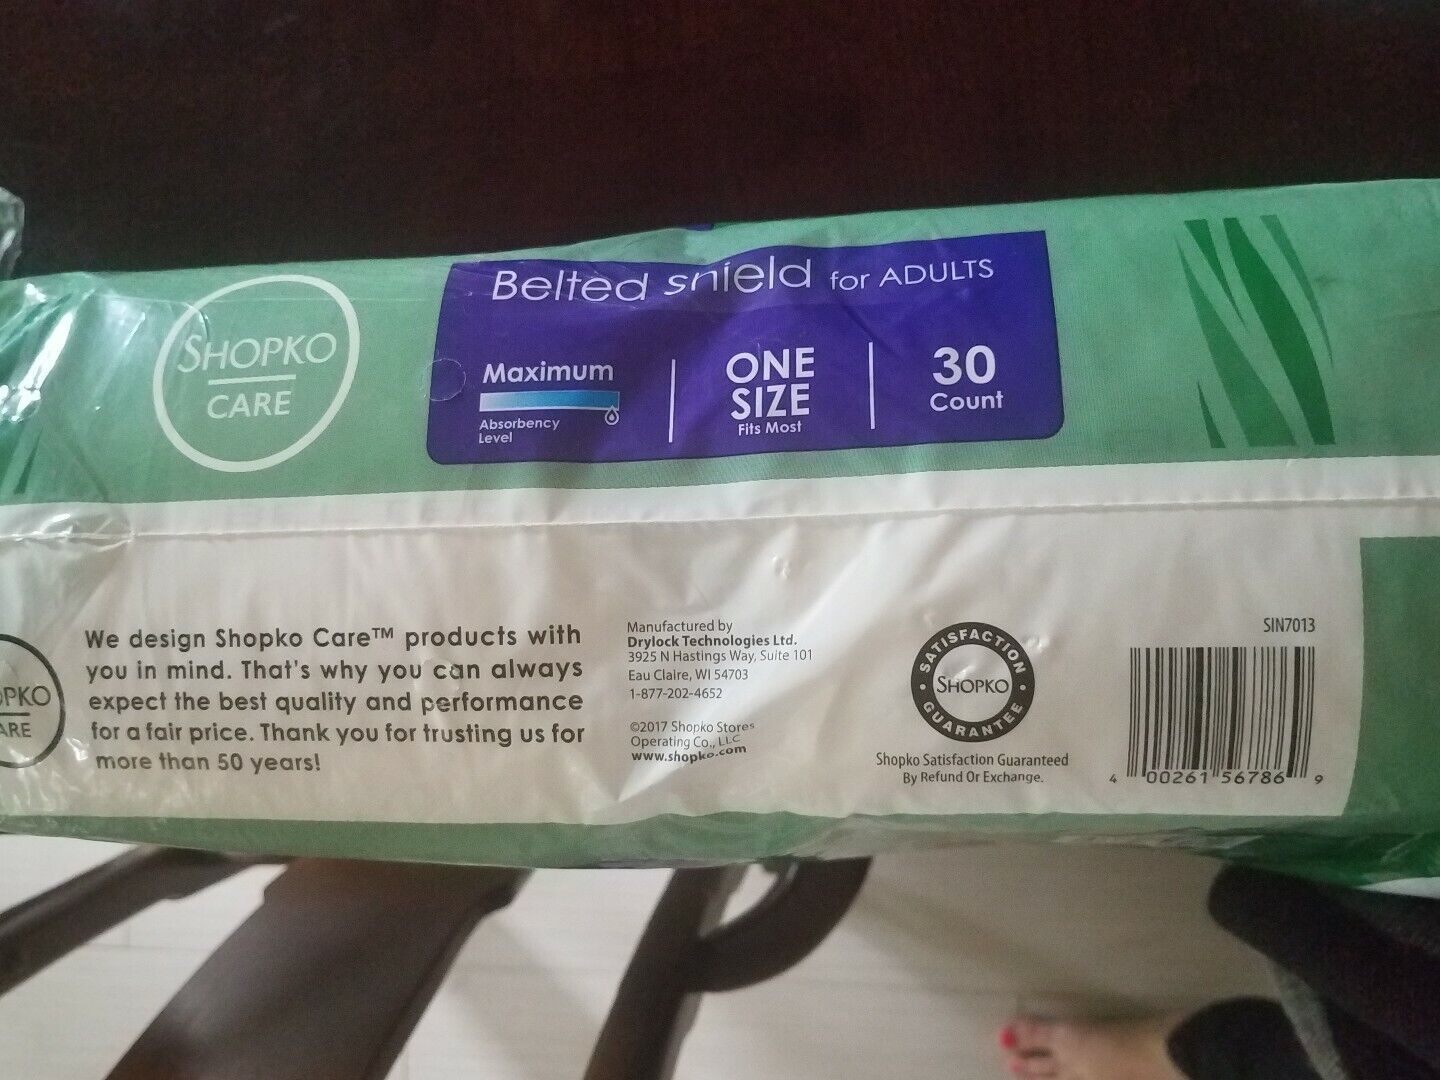 Belted shield for ADULTS
SHOPKO
CARE
Maximum
Absorbency
Level
ONE
SIZE
Fits Most
30
Count
OPKO
ARE
We design Shopko Care™ products with
you in mind. That's why you can always
expect the best quality and performance
for a fair price. Thank you for trusting us for
more than 50 years!
Manufactured by
Drylock Technologies Ltd.
3925 N Hastings Way, Suite 101
Eau Claire, WI 54703
1-877-202-4652
©2017 Shopko Stores
Operating Co., LLC
www.shopko.com
SATISFACTION
SHOPKO
GUARANTEE
Shopko Satisfaction Guaranteed
By Refund Or Exchange.
SIN7013
4 00261 56786 9